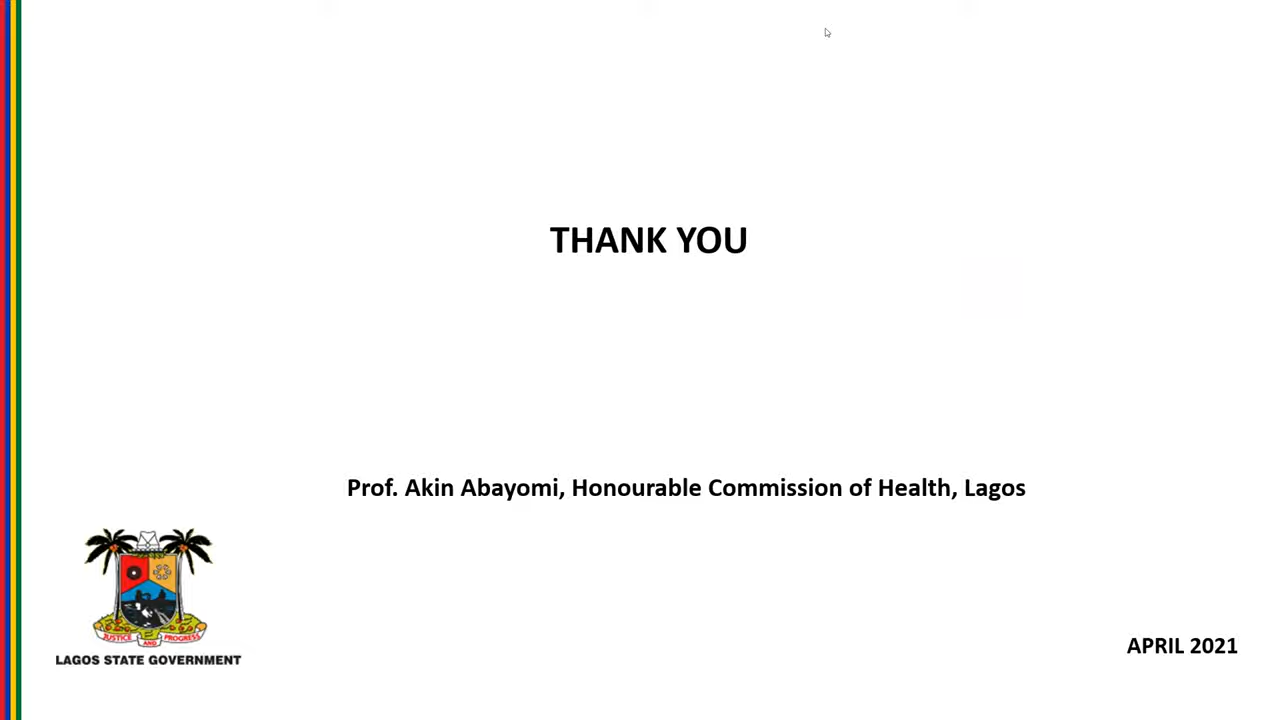 THANK YOU
Prof. Akin Abayomi, Honourable Commission of Health, Lagos
JUSTICE AND PROGRESS
LAGOS STATE GOVERNMENT
APRIL 2021